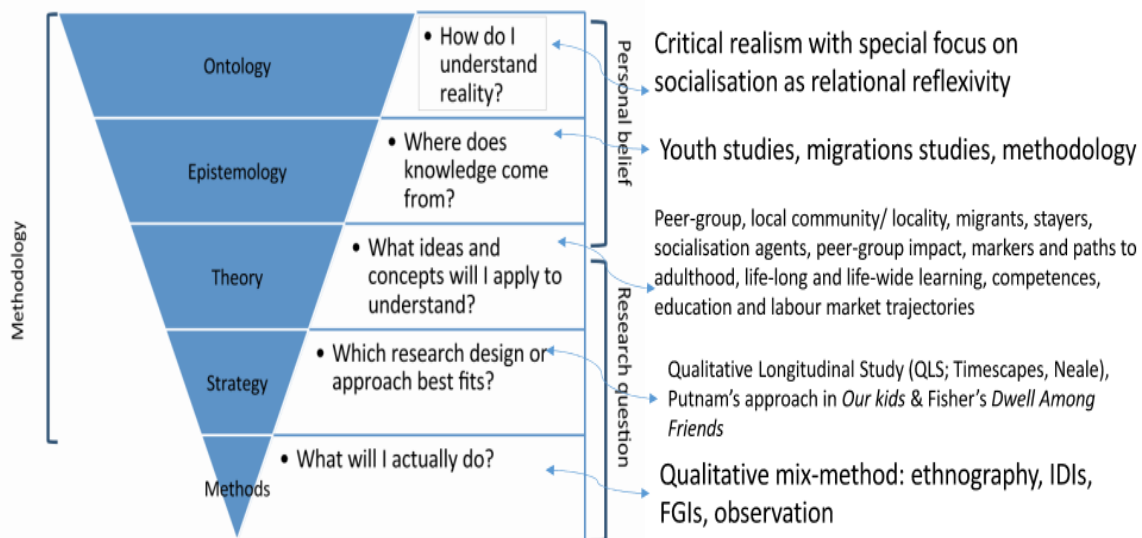 Methodology
Ontology
• How do I
understand
reality?
Personal belief
Critical realism with special focus on
socialisation as relational reflexivity
Epistemology
• Where does
knowledge come
from?
Youth studies, migrations studies, methodology
Theory
• What ideas and
concepts will I apply to
understand?
Peer-group, local community/ locality, migrants, stayers,
socialisation agents, peer-group impact, markers and paths to
adulthood, life-long and life-wide learning, competences,
education and labour market trajectories
Research question
Strategy
• Which research design or
approach best fits?
Qualitative Longitudinal Study (QLS; Timescapes, Neale),
Putnam’s approach in Our kids & Fisher’s Dwell Among
Friends
Methods
• What will I actually do?
Qualitative mix-method: ethnography, IDIs,
FGIs, observation